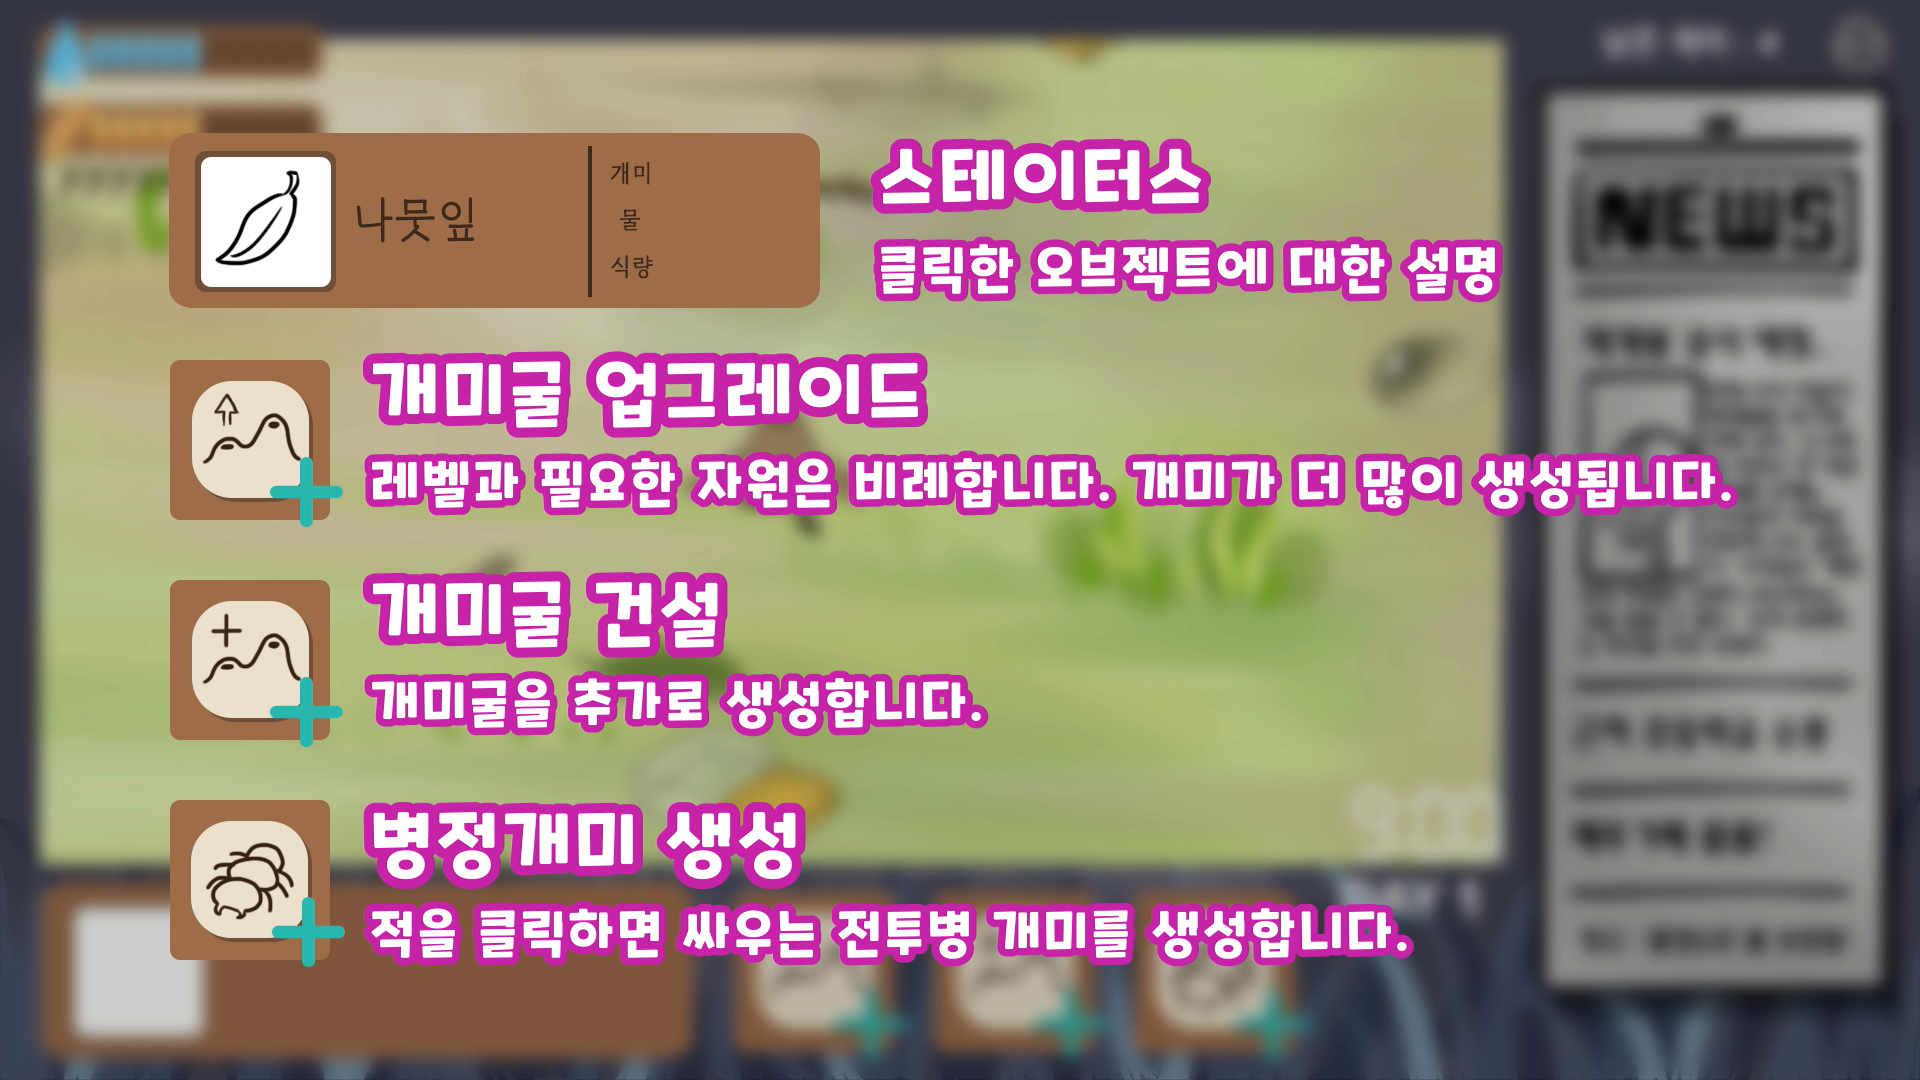 나뭇잎
개미
물
식량
스테이터스
클릭한 오브젝트에 대한 설명
개미굴 업그레이드
레벨과 필요한 자원은 비례합니다. 개미가 더 많이 생성됩니다.
개미굴 건설
개미굴을 추가로 생성합니다.
병정개미 생성
적을 클릭하면 싸우는 전투병 개미를 생성합니다.
NEWS
9:00
DAY 1